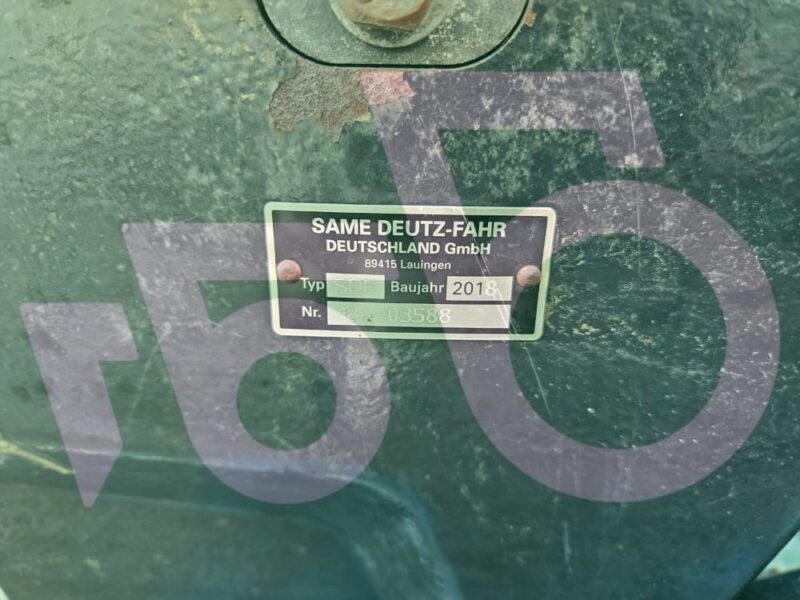 SAME DEUTZ-FAHR
DEUTSCHLAND GmbH
89415 Lauingen
Typ Baujahr 2018
Nr. 03588